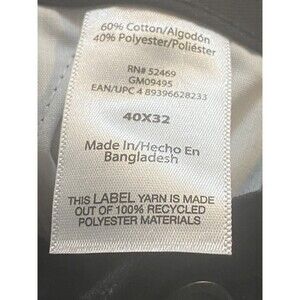 60% Cotton/Algodón
40% Polyester/Poliéster
RN# 52469
GM09495
EAN/UPC 4 89396628233
40X32
Made In/Hecho En
Bangladesh
THIS LABEL YARN IS MADE
OUT OF 100% RECYCLED
POLYESTER MATERIALS